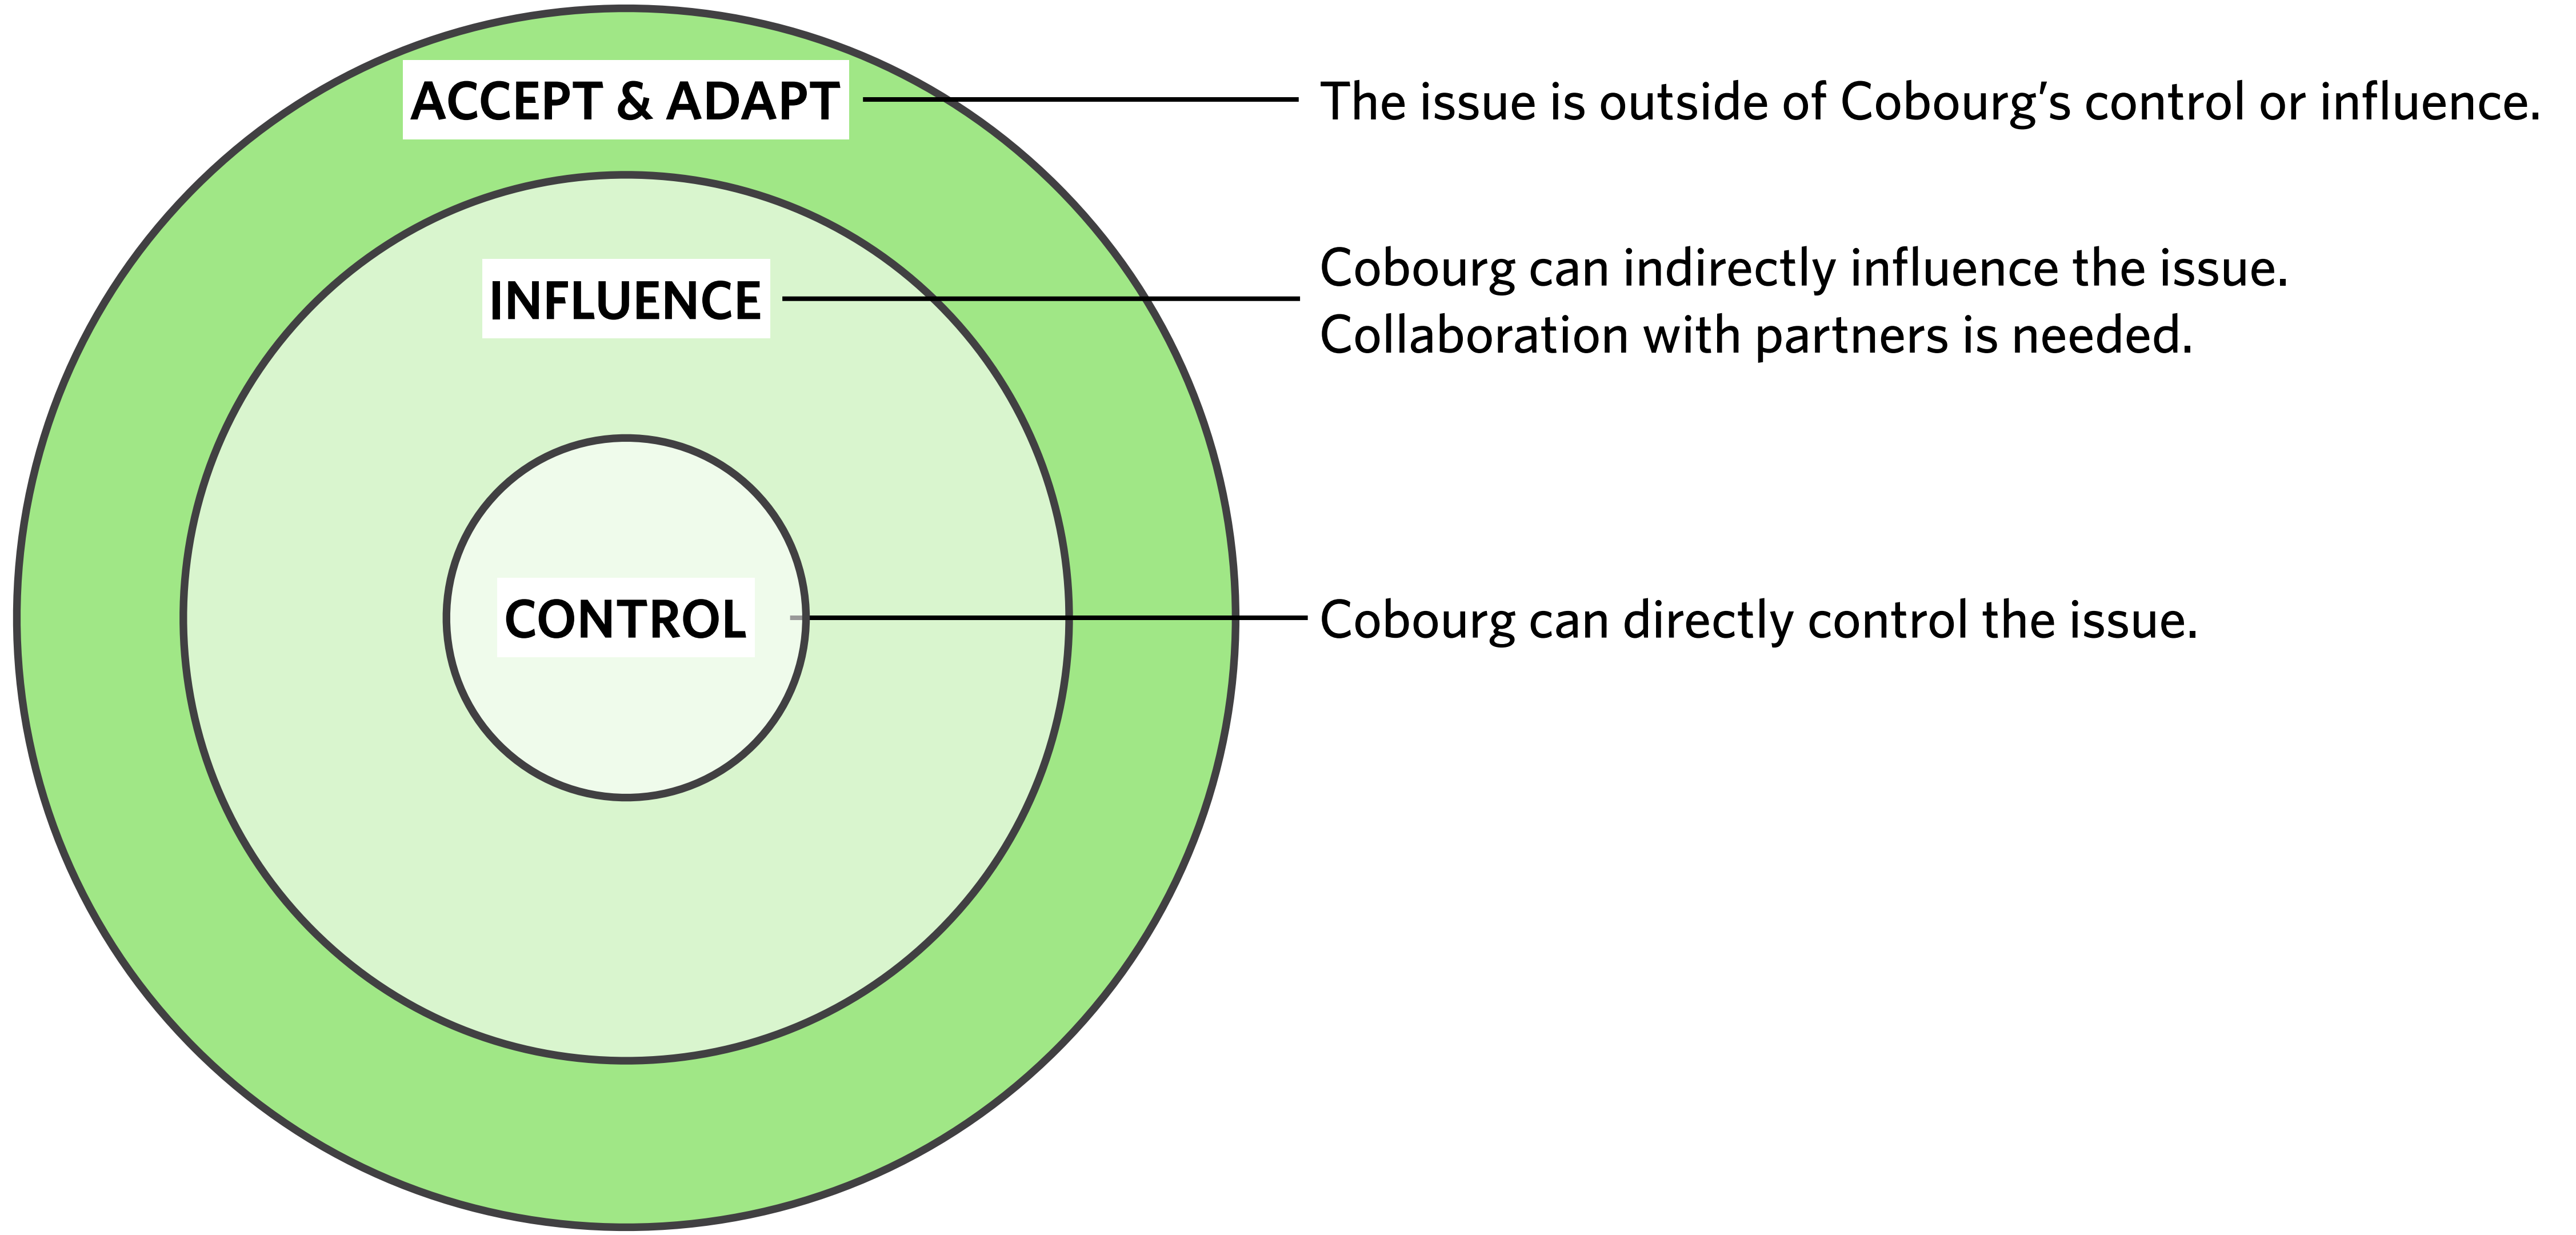 ACCEPT & ADAPT
The issue is outside of Cobourg’s control or influence.
INFLUENCE
Cobourg can indirectly influence the issue.
Collaboration with partners is needed.
CONTROL
Cobourg can directly control the issue.